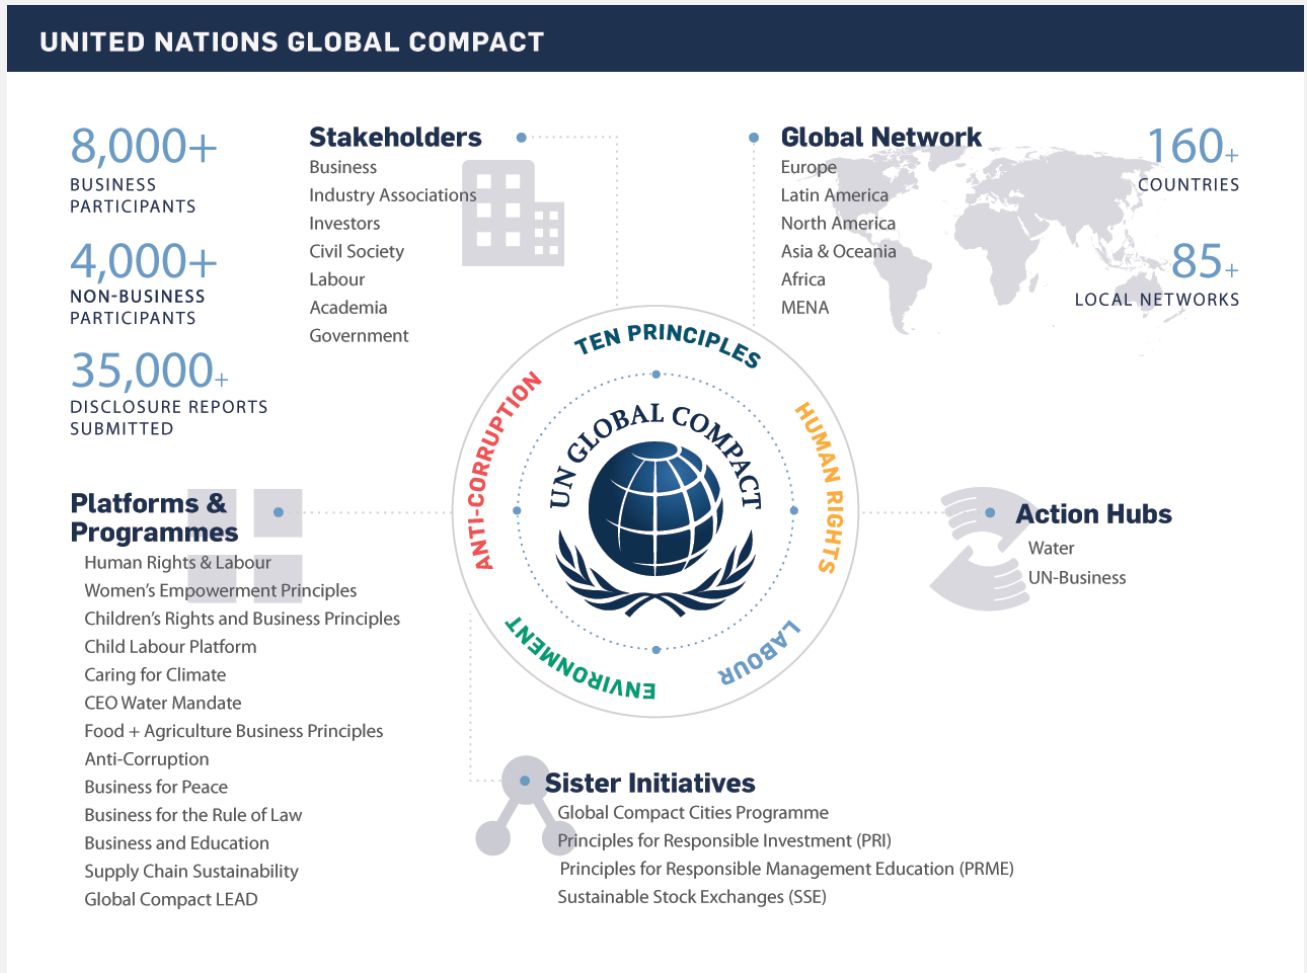 UNITED NATIONS GLOBAL COMPACT
8,000+
BUSINESS
PARTICIPANTS
4,000+
NON-BUSINESS
PARTICIPANTS
35,000+
DISCLOSURE REPORTS
SUBMITTED
Stakeholders
Business
Industry Associations
Investors
Civil Society
Labour
Academia
Government
Global Network
Europe
Latin America
North America
Asia & Oceania
Africa
MENA
160+
COUNTRIES
85+
LOCAL NETWORKS
TEN PRINCIPLES
HUMAN RIGHTS
LABOUR
ENVIRONMENT
ANTI-CORRUPTION
UN GLOBAL COMPACT
Platforms &
Programmes
Human Rights & Labour
Women’s Empowerment Principles
Children’s Rights and Business Principles
Child Labour Platform
Caring for Climate
CEO Water Mandate
Food + Agriculture Business Principles
Anti-Corruption
Business for Peace
Business for the Rule of Law
Business and Education
Supply Chain Sustainability
Global Compact LEAD
Action Hubs
Water
UN-Business
Sister Initiatives
Global Compact Cities Programme
Principles for Responsible Investment (PRI)
Principles for Responsible Management Education (PRME)
Sustainable Stock Exchanges (SSE)